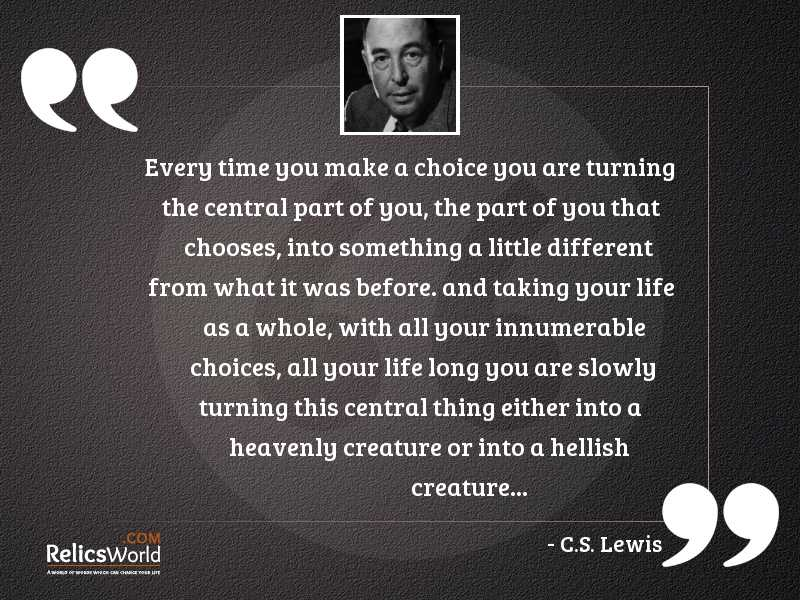 Every time you make a choice you are turning
the central part of you, the part of you that
chooses, into something a little different
from what it was before. and taking your life
as a whole, with all your innumerable
choices, all your life long you are slowly
turning this central thing either into a
heavenly creature or into a hellish
creature...
- C.S. Lewis
.COM
RelicsWorld
A WORLD OF WORDS WHICH CAN CHANGE YOUR LIFE